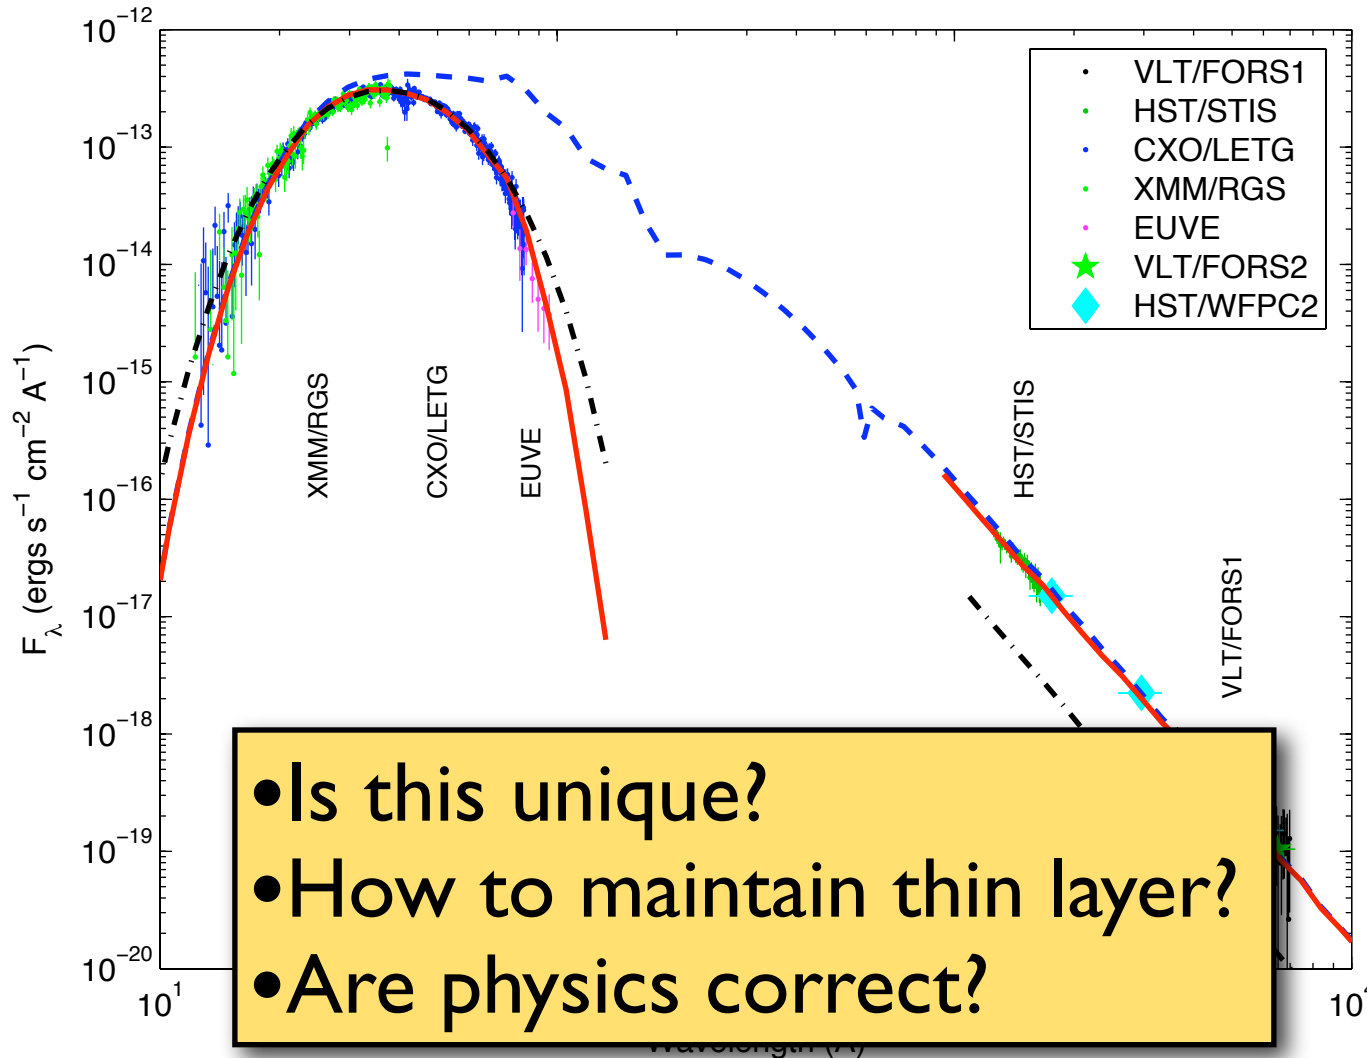 10⁻¹²
10⁻¹³
10⁻¹⁴
10⁻¹⁵
10⁻¹⁶
10⁻¹⁷
10⁻¹⁸
10⁻¹⁹
10⁻²⁰
F_λ (ergs s⁻¹ cm⁻² A⁻¹)
VLT/FORS1
HST/STIS
CXO/LETG
XMM/RGS
EUVE
VLT/FORS2
HST/WFPC2
XMM/RGS
CXO/LETG
EUVE
HST/STIS
VLT/FORS1
•Is this unique?
•How to maintain thin layer?
•Are physics correct?
10¹
10⁴